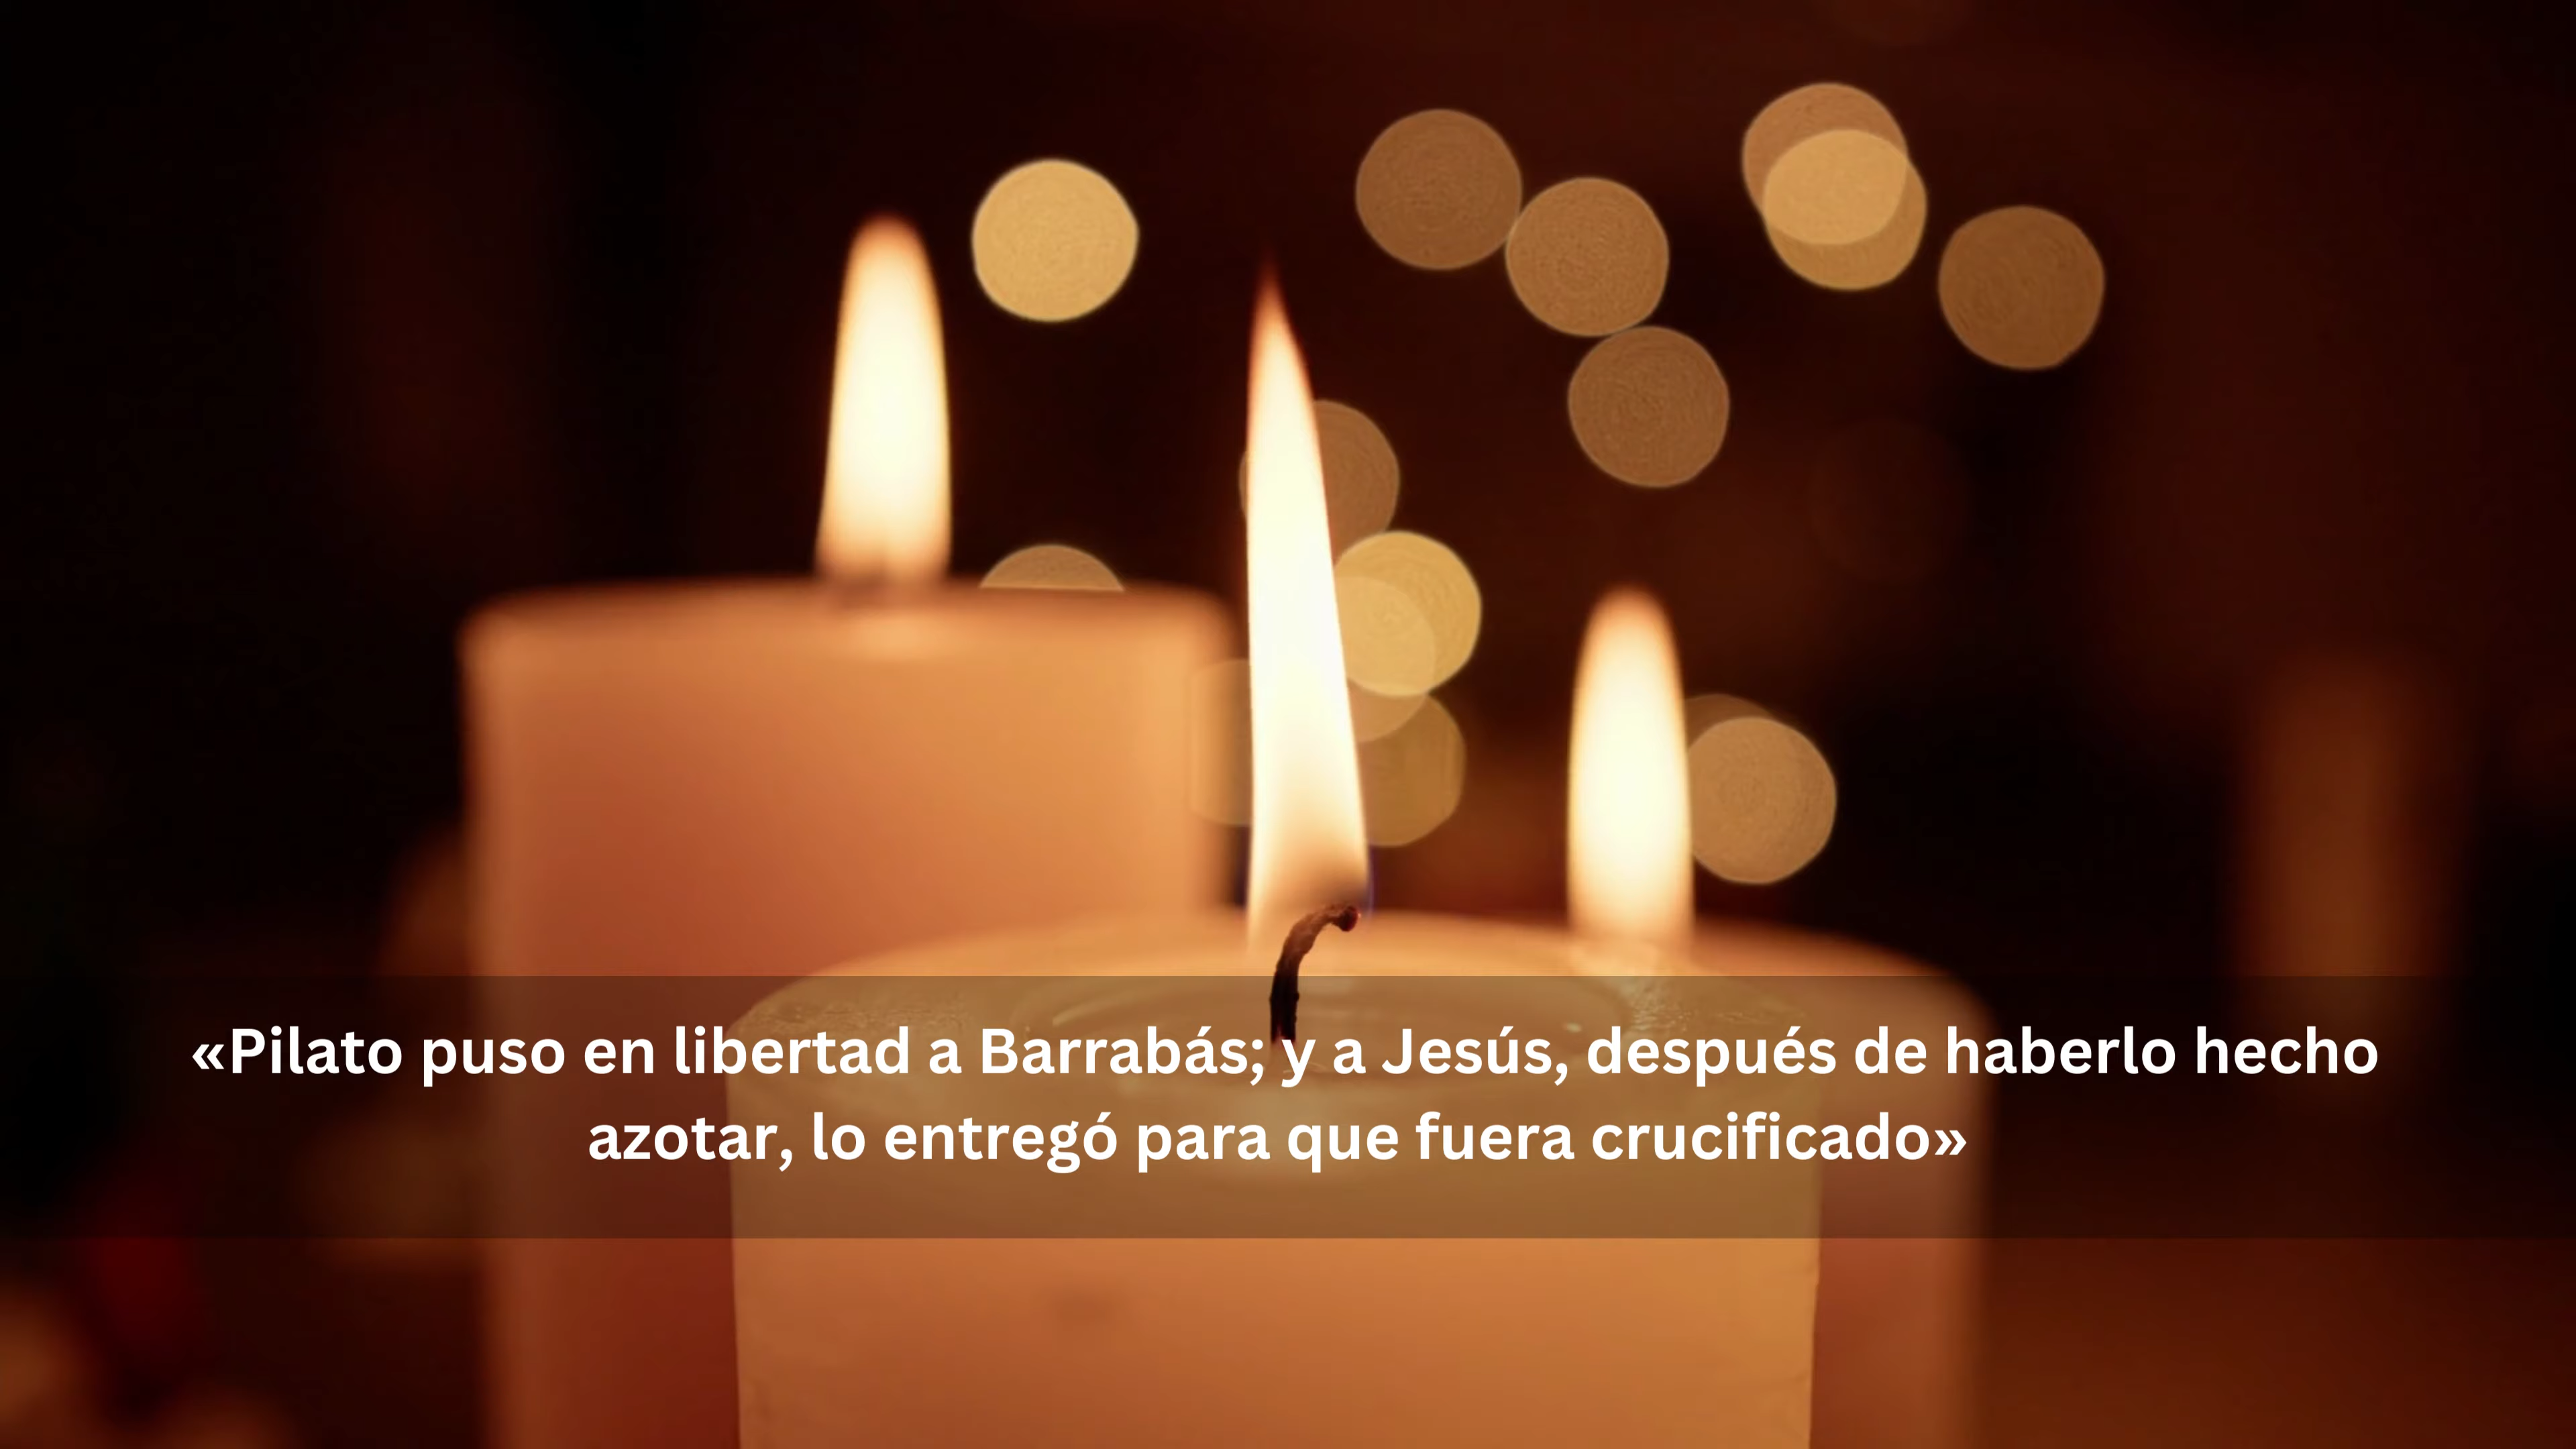 «Pilato puso en libertad a Barrabás; y a Jesús, después de haberlo hecho
azotar, lo entregó para que fuera crucificado»